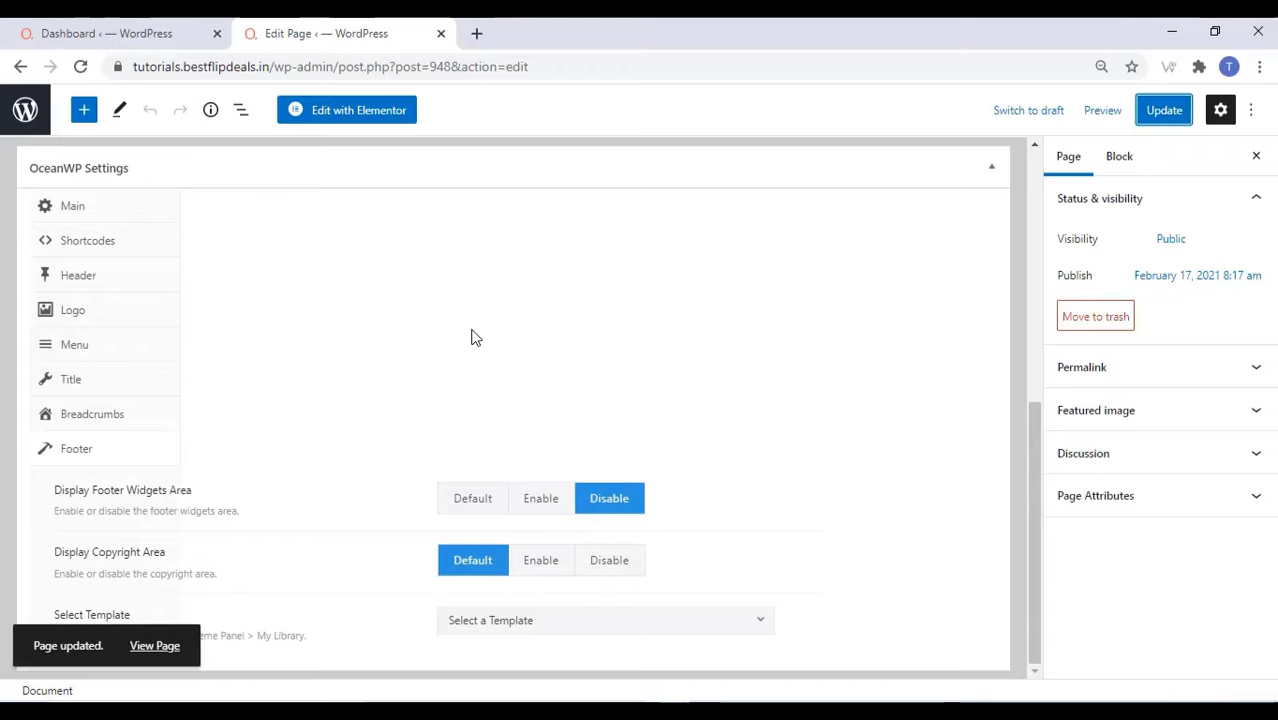 Dashboard ‹ — WordPress
Edit Page ‹ — WordPress
tutorials.bestflipdeals.in/wp-admin/post.php?post=948&action=edit
T
Edit with Elementor
Switch to draft
Preview
Update
OceanWP Settings
Main
Shortcodes
Header
Logo
Menu
Title
Breadcrumbs
Footer
Display Footer Widgets Area
Enable or disable the footer widgets area.
Default Enable Disable
Display Copyright Area
Enable or disable the copyright area.
Default Enable Disable
Select Template
eme Panel > My Library.
Select a Template
Page updated. View Page
Document
Page Block
Status & visibility
Visibility Public
Publish February 17, 2021 8:17 am
Move to trash
Permalink
Featured image
Discussion
Page Attributes